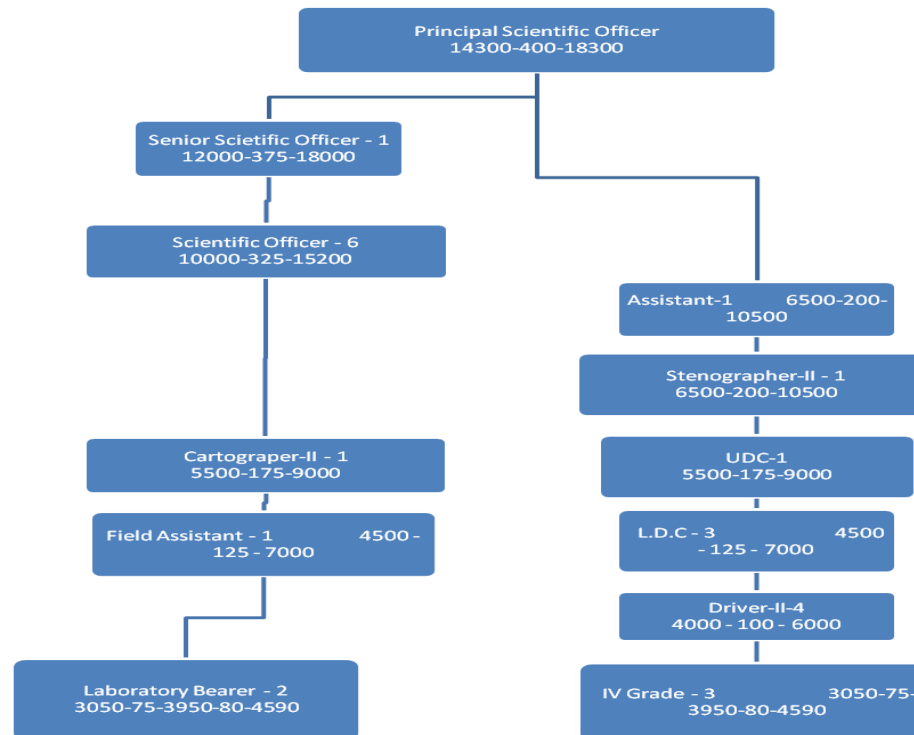 Principal Scientific Officer
14300-400-18300
Senior Scietific Officer - 1
12000-375-18000
Scientific Officer - 6
10000-325-15200
Cartograper-II - 1
5500-175-9000
Field Assistant - 1 4500 -
125 - 7000
Laboratory Bearer - 2
3050-75-3950-80-4590
Assistant-1 6500-200-
10500
Stenographer-II - 1
6500-200-10500
UDC-1
5500-175-9000
L.D.C - 3 4500
- 125 - 7000
Driver-II-4
4000 - 100 - 6000
IV Grade - 3 3050-75-
3950-80-4590